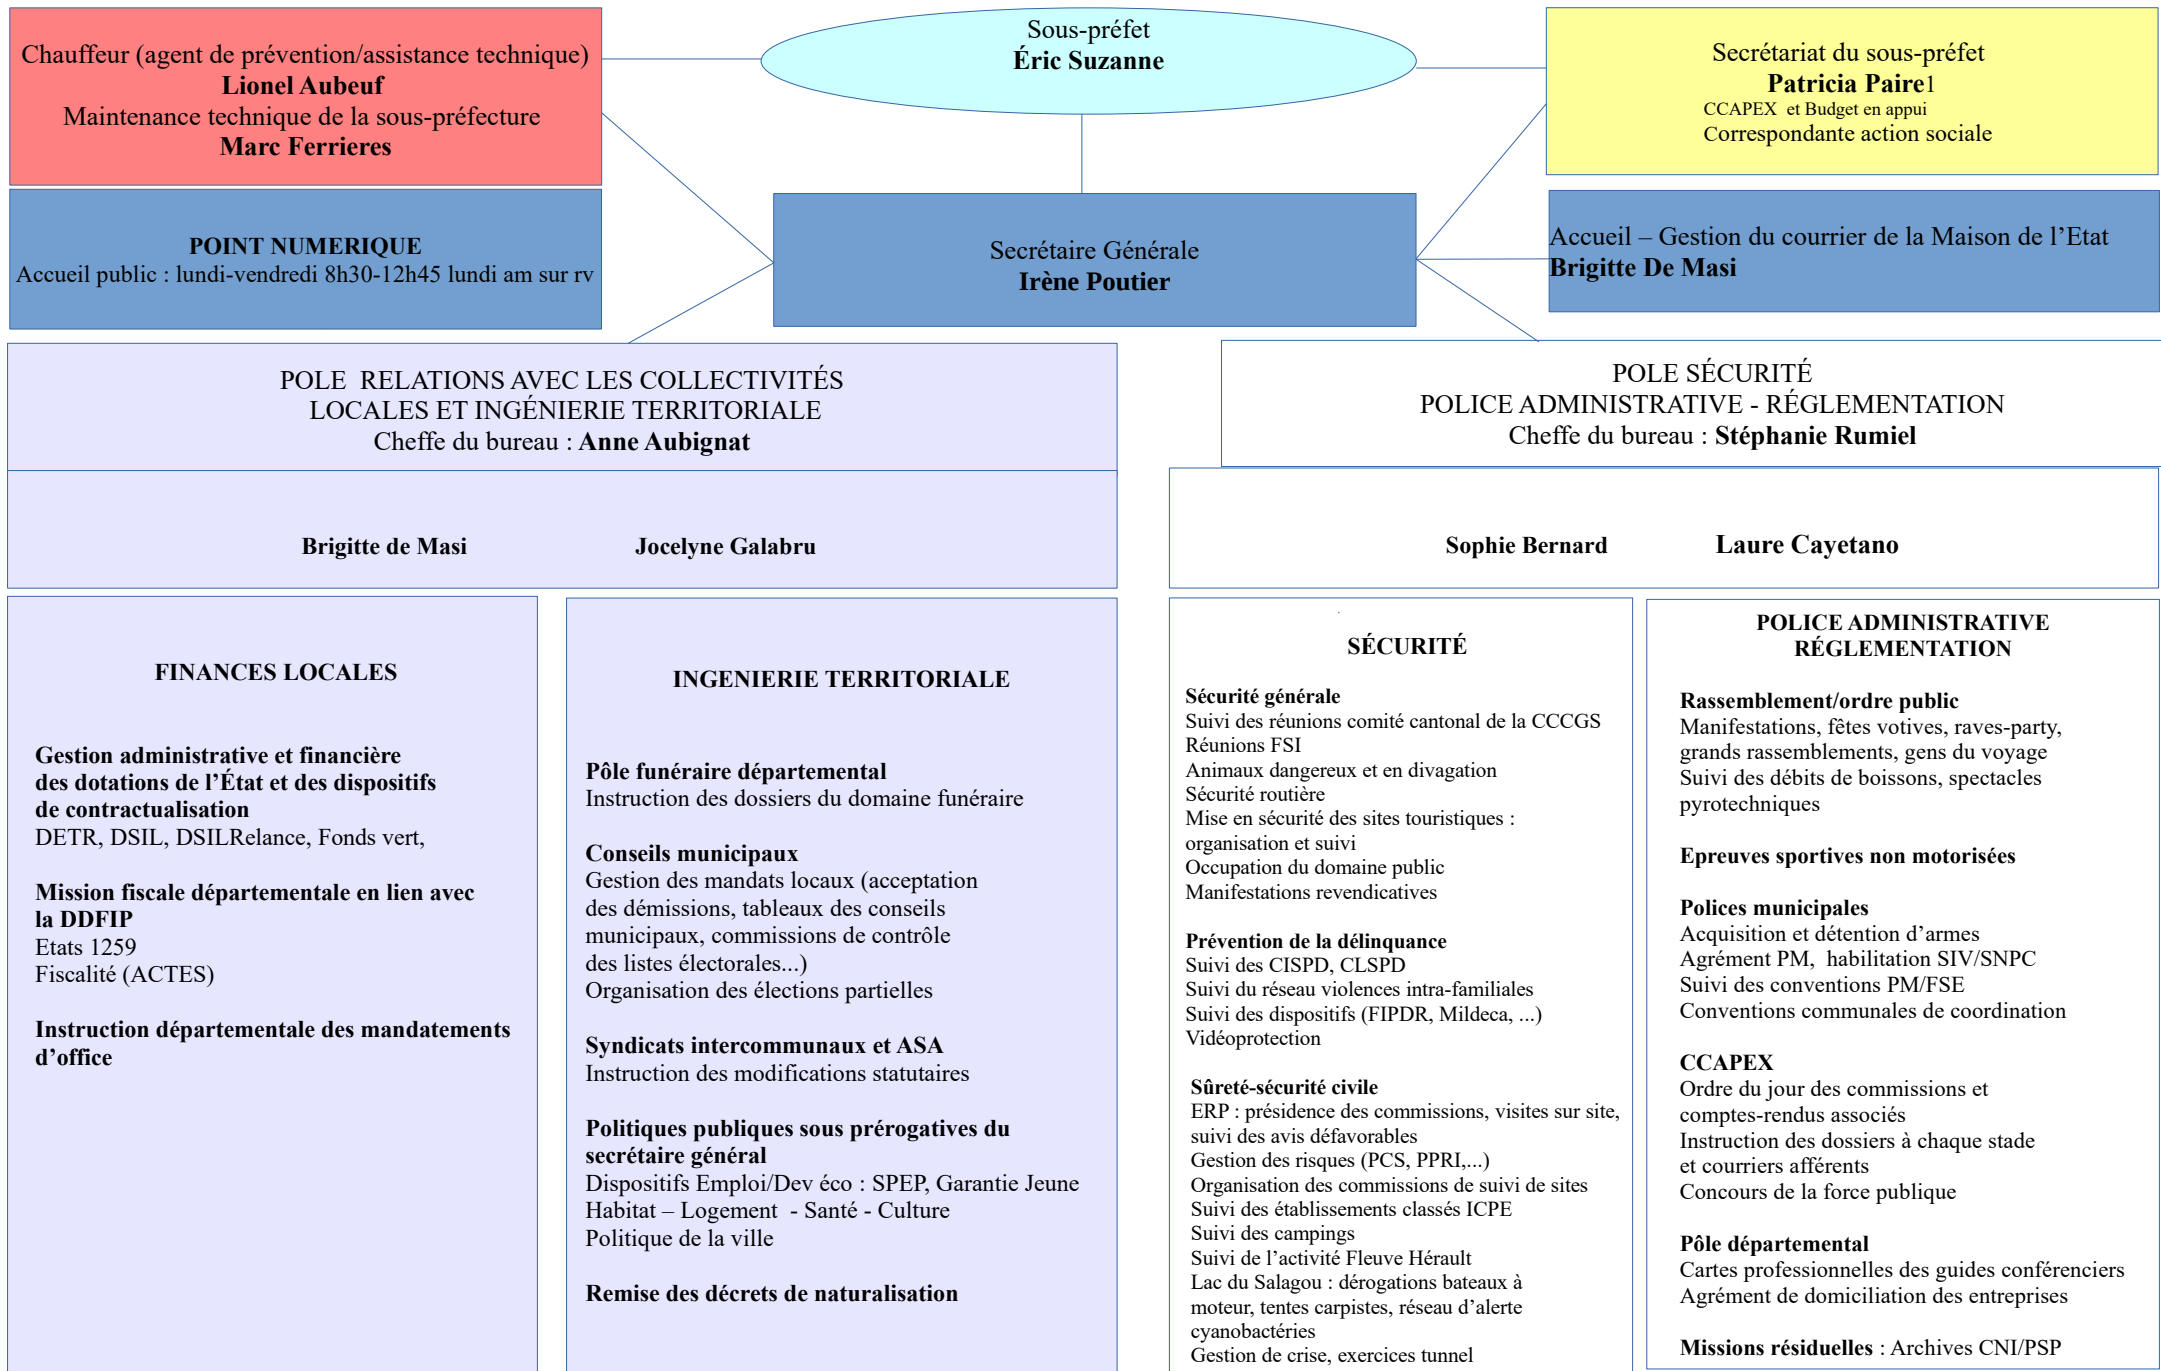 Chauffeur (agent de prévention/assistance technique)
Lionel Aubeuf
Maintenance technique de la sous-préfecture
Marc Ferrieres
Sous-préfet
Éric Suzanne
Secrétariat du sous-préfet
Patricia Paire1
CCAPEX et Budget en appui
Correspondante action sociale
POINT NUMERIQUE
Accueil public : lundi-vendredi 8h30-12h45 lundi am sur rv
Secrétaire Générale
Irène Poutier
Accueil – Gestion du courrier de la Maison de l'Etat
Brigitte De Masi
POLE RELATIONS AVEC LES COLLECTIVITÉS
LOCALES ET INGÉNIERIE TERRITORIALE
Cheffe du bureau : Anne Aubignat
POLE SÉCURITÉ
POLICE ADMINISTRATIVE - RÉGLEMENTATION
Cheffe du bureau : Stéphanie Rumiel
Brigitte de Masi Jocelyne Galabru
Sophie Bernard Laure Cayetano
FINANCES LOCALES
Gestion administrative et financière
des dotations de l'État et des dispositifs
de contractualisation
DETR, DSIL, DSILRelance, Fonds vert,
Mission fiscale départementale en lien avec
la DDFIP
Etats 1259
Fiscalité (ACTES)
Instruction départementale des mandatements
d'office
INGENIERIE TERRITORIALE
Pôle funéraire départemental
Instruction des dossiers du domaine funéraire
Conseils municipaux
Gestion des mandats locaux (acceptation
des démissions, tableaux des conseils
municipaux, commissions de contrôle
des listes électorales...)
Organisation des élections partielles
Syndicats intercommunaux et ASA
Instruction des modifications statutaires
Politiques publiques sous prérogatives du
secrétaire général
Dispositifs Emploi/Dev éco : SPEP, Garantie Jeune
Habitat – Logement - Santé - Culture
Politique de la ville
Remise des décrets de naturalisation
SÉCURITÉ
Sécurité générale
Suivi des réunions comité cantonal de la CCCGS
Réunions FSI
Animaux dangereux et en divagation
Sécurité routière
Mise en sécurité des sites touristiques :
organisation et suivi
Occupation du domaine public
Manifestations revendicatives
Prévention de la délinquance
Suivi des CISPD, CLSPD
Suivi du réseau violences intra-familiales
Suivi des dispositifs (FIPDR, Mildeca, ...)
Vidéoprotection
Sûreté-sécurité civile
ERP : présidence des commissions, visites sur site,
suivi des avis défavorables
Gestion des risques (PCS, PPRI,...)
Organisation des commissions de suivi de sites
Suivi des établissements classés ICPE
Suivi des campings
Suivi de l'activité Fleuve Hérault
Lac du Salagou : dérogations bateaux à
moteur, tentes carpistes, réseau d'alerte
cyanobactéries
Gestion de crise, exercices tunnel
POLICE ADMINISTRATIVE
RÉGLEMENTATION
Rassemblement/ordre public
Manifestations, fêtes votives, raves-party,
grands rassemblements, gens du voyage
Suivi des débits de boissons, spectacles
pyrotechniques
Epreuves sportives non motorisées
Polices municipales
Acquisition et détention d'armes
Agrément PM, habilitation SIV/SNPC
Suivi des conventions PM/FSE
Conventions communales de coordination
CCAPEX
Ordre du jour des commissions et
comptes-rendus associés
Instruction des dossiers à chaque stade
et courriers afférents
Concours de la force publique
Pôle départemental
Cartes professionnelles des guides conférenciers
Agrément de domiciliation des entreprises
Missions résiduelles : Archives CNI/PSP